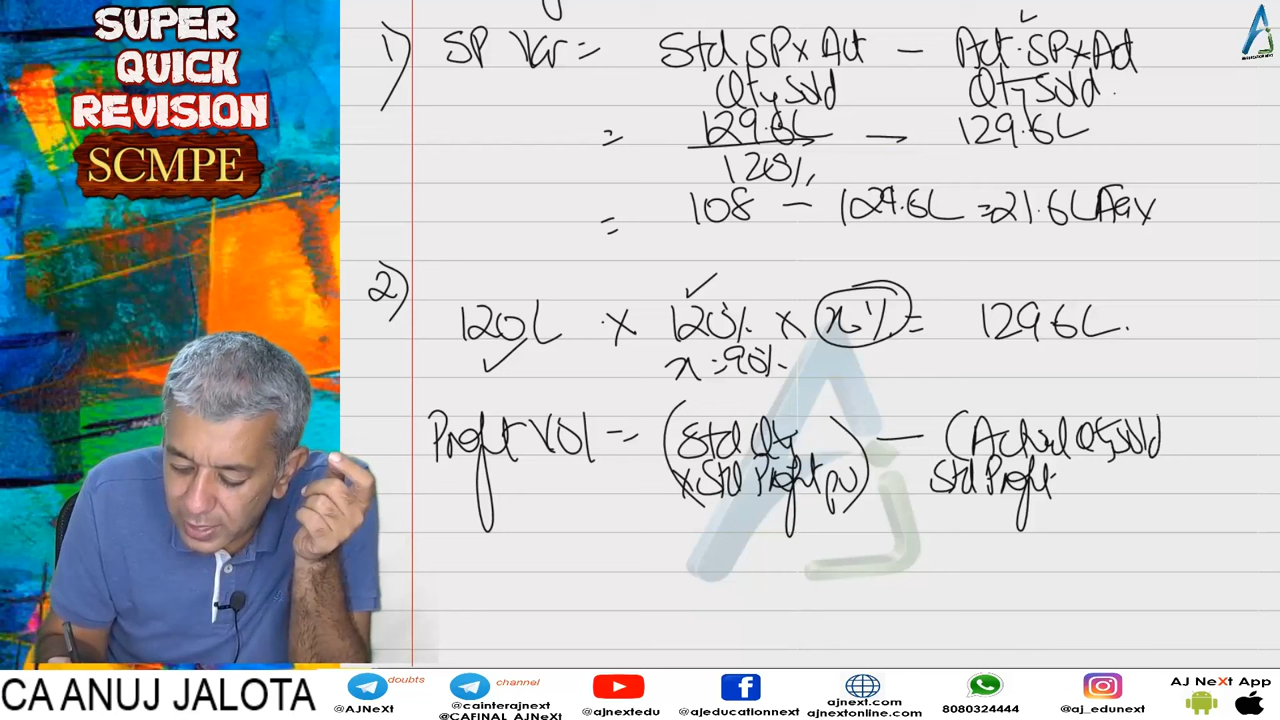 SUPER
QUICK
REVISION
SCMPE
1) SP Var = Std SP x Act Qty Sold - Act. SP x Act Qty Sold.
= 129.6L / 120% - 129.6L
= 108 - 129.6L = 21.6L Fav
2) 120L x 120% x x% = 129.6L.
x = 90%
Profit Vol = (Std Qty x Std Profit pu) - (Actual Qty Sold
Std Profit
CA ANUJ JALOTA
doubts
@AJNeXt
channel
@cainterajnext
@CAFINAL_AJNeXt
@ajnextedu
@ajeducationnext
ajnext.com
ajnextonline.com
8080324444
@aj_edunext
AJ NeXt App